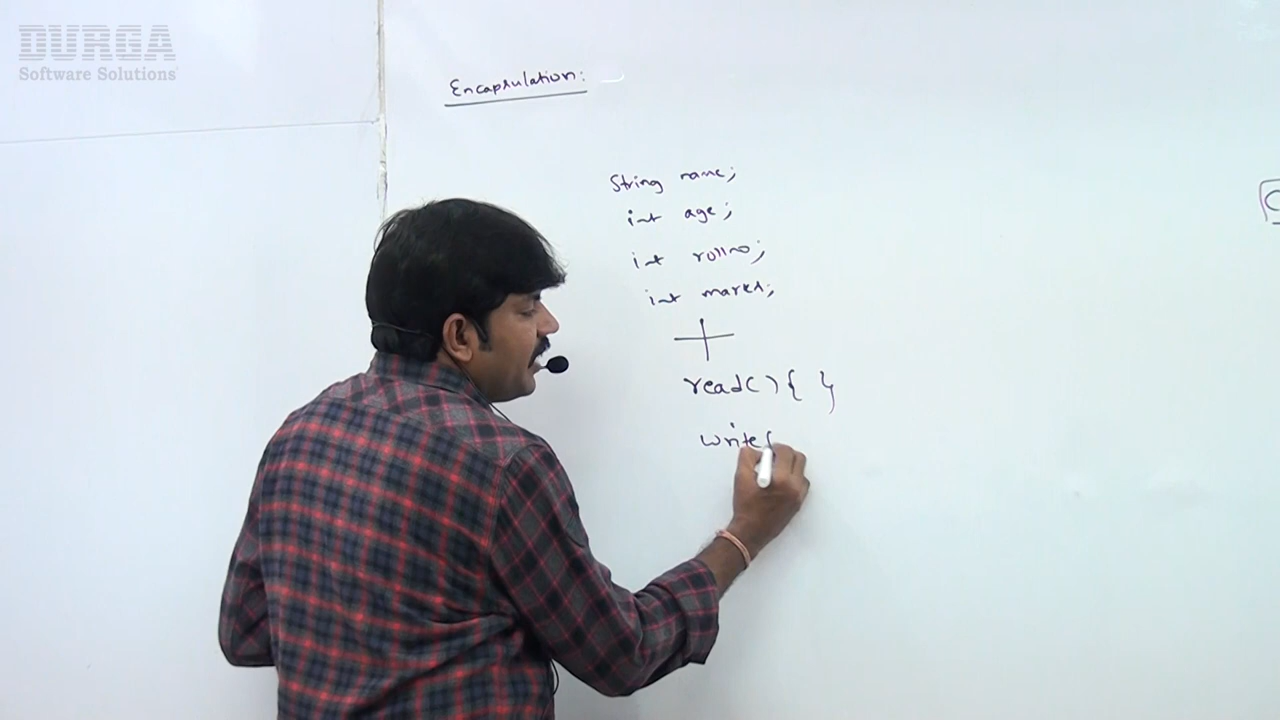 DURGA
Software Solutions
Encapsulation:
String name;
int age;
int rollno;
int marks;
+
read( ) { }
write(